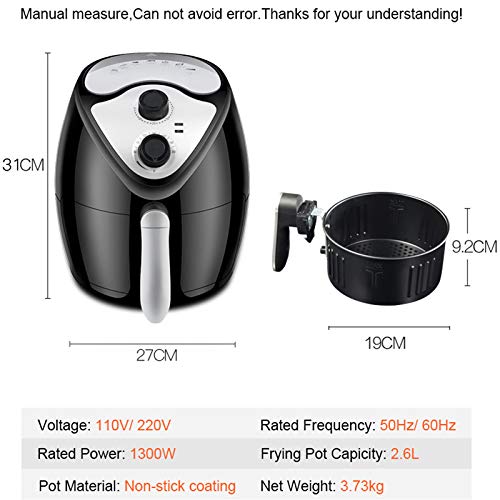 Manual measure,Can not avoid error.Thanks for your understanding!
31CM
9.2CM
27CM
19CM
Voltage: 110V/ 220V
Rated Frequency: 50Hz/ 60Hz
Rated Power: 1300W
Frying Pot Capicity: 2.6L
Pot Material: Non-stick coating
Net Weight: 3.73kg